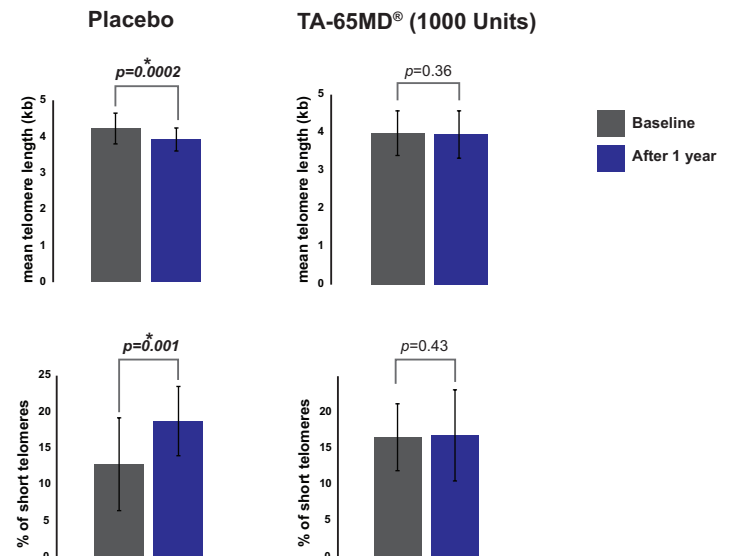 Placebo
TA-65MD® (1000 Units)
*
p=0.0002
mean telomere length (kb)
5
4
3
2
1
0
p=0.36
mean telomere length (kb)
5
4
3
2
1
0
Baseline
After 1 year
*
p=0.001
% of short telomeres
25
20
15
10
5
0
p=0.43
% of short telomeres
20
15
10
5
0